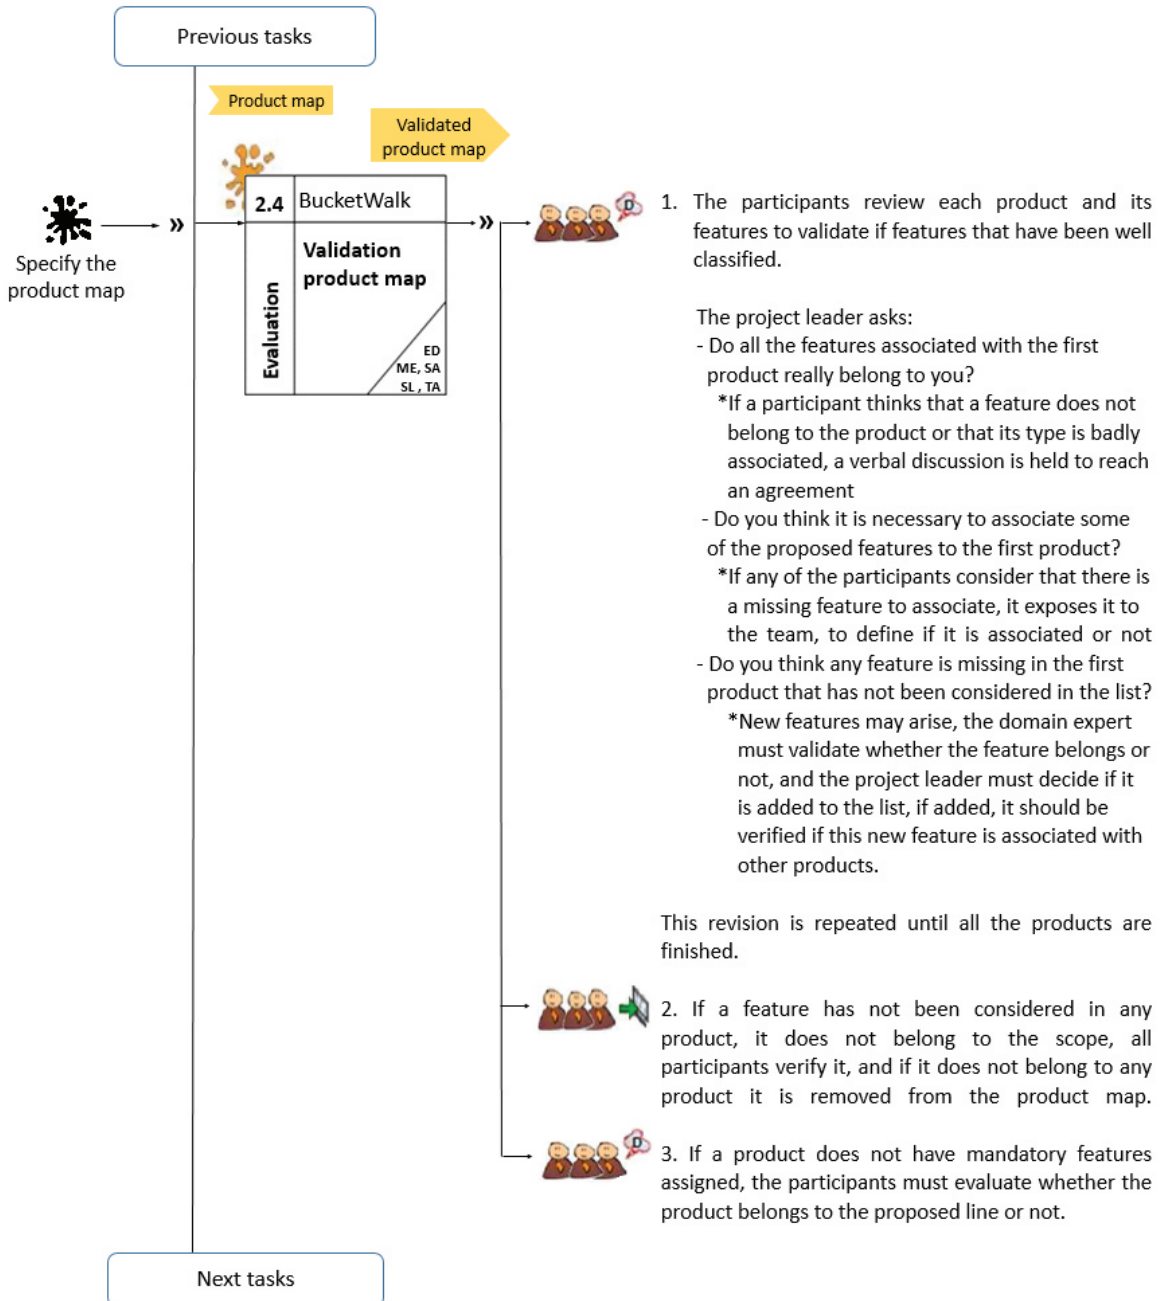 Previous tasks
Product map
Validated
product map
2.4
BucketWalk
»
»
Specify the
product map
Validation
product map
Evaluation
ED
ME, SA
SL , TA
D
1. The participants review each product and its
features to validate if features that have been well
classified.
The project leader asks:
- Do all the features associated with the first
product really belong to you?
*If a participant thinks that a feature does not
belong to the product or that its type is badly
associated, a verbal discussion is held to reach
an agreement
- Do you think it is necessary to associate some
of the proposed features to the first product?
*If any of the participants consider that there is
a missing feature to associate, it exposes it to
the team, to define if it is associated or not
- Do you think any feature is missing in the first
product that has not been considered in the list?
*New features may arise, the domain expert
must validate whether the feature belongs or
not, and the project leader must decide if it
is added to the list, if added, it should be
verified if this new feature is associated with
other products.
This revision is repeated until all the products are
finished.
2. If a feature has not been considered in any
product, it does not belong to the scope, all
participants verify it, and if it does not belong to any
product it is removed from the product map.
D
3. If a product does not have mandatory features
assigned, the participants must evaluate whether the
product belongs to the proposed line or not.
Next tasks